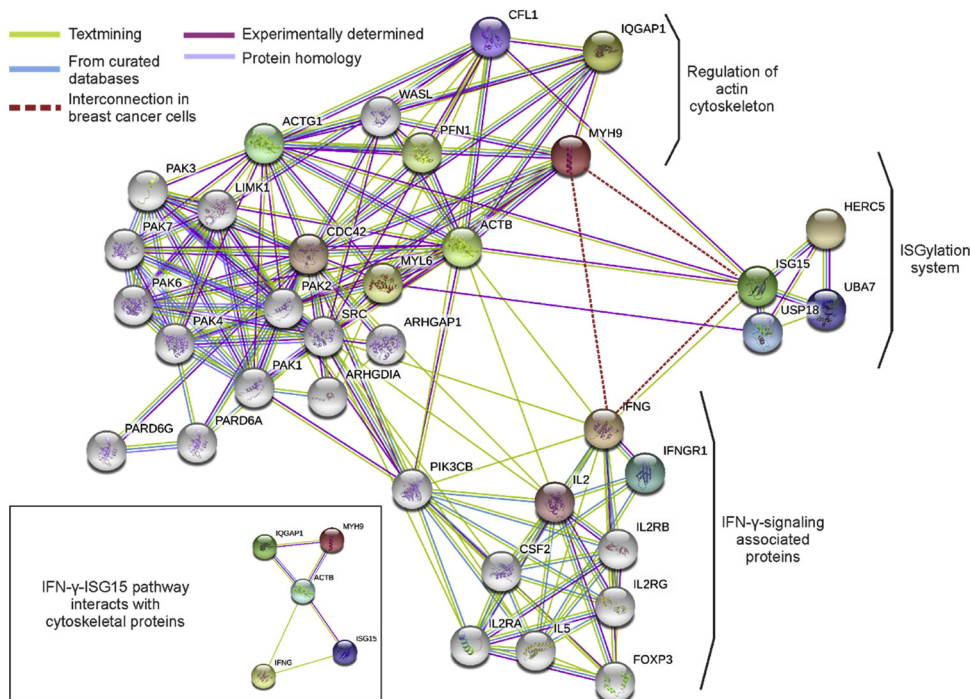 Textmining
Experimentally determined
From curated
databases
Protein homology
Interconnection in
breast cancer cells
CFL1
IQGAP1
Regulation of
actin
cytoskeleton
WASL
ACTG1
PFN1
MYH9
PAK3
LIMK1
HERC5
PAK7
CDC42
ACTB
ISG15
ISGylation
system
MYL6
PAK6
PAK2
UBA7
USP18
SRC
ARHGAP1
PAK4
PAK1
ARHGDIA
IFNG
PARD6G
PARD6A
IFNGR1
PIK3CB
IL2
IL2RB
IFN-γ-signaling
associated
proteins
CSF2
IL2RG
IL2RA
IL5
FOXP3
IQGAP1
MYH9
ACTB
IFN-γ-ISG15 pathway
interacts with
cytoskeletal proteins
ISG15
IFNG